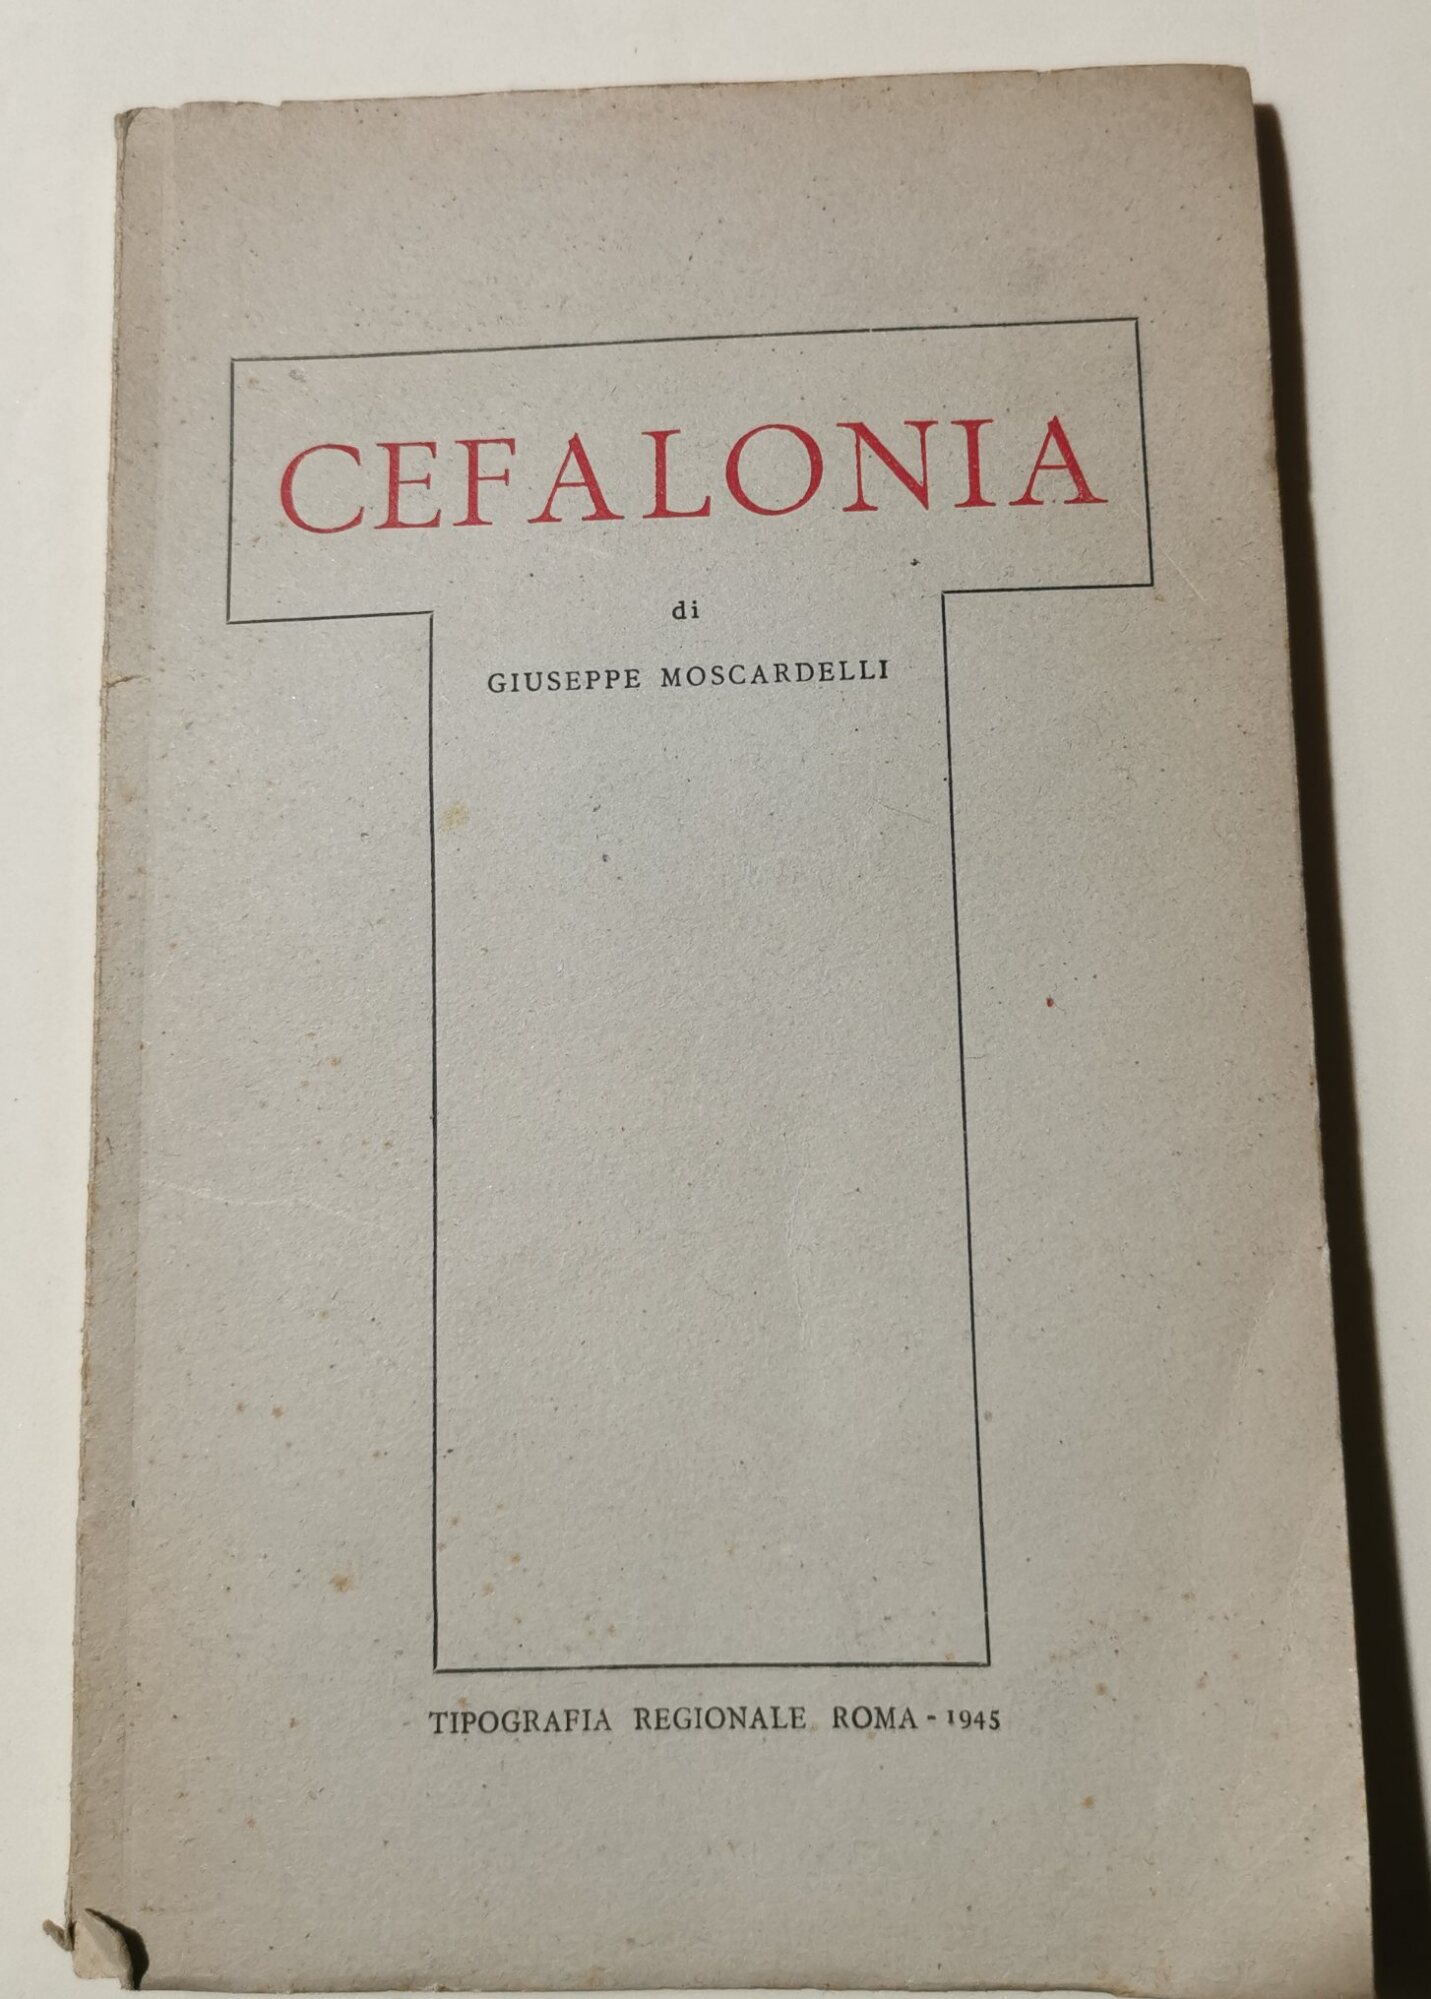 CEFALONIA
di
GIUSEPPE MOSCARDELLI
TIPOGRAFIA REGIONALE ROMA - 1945